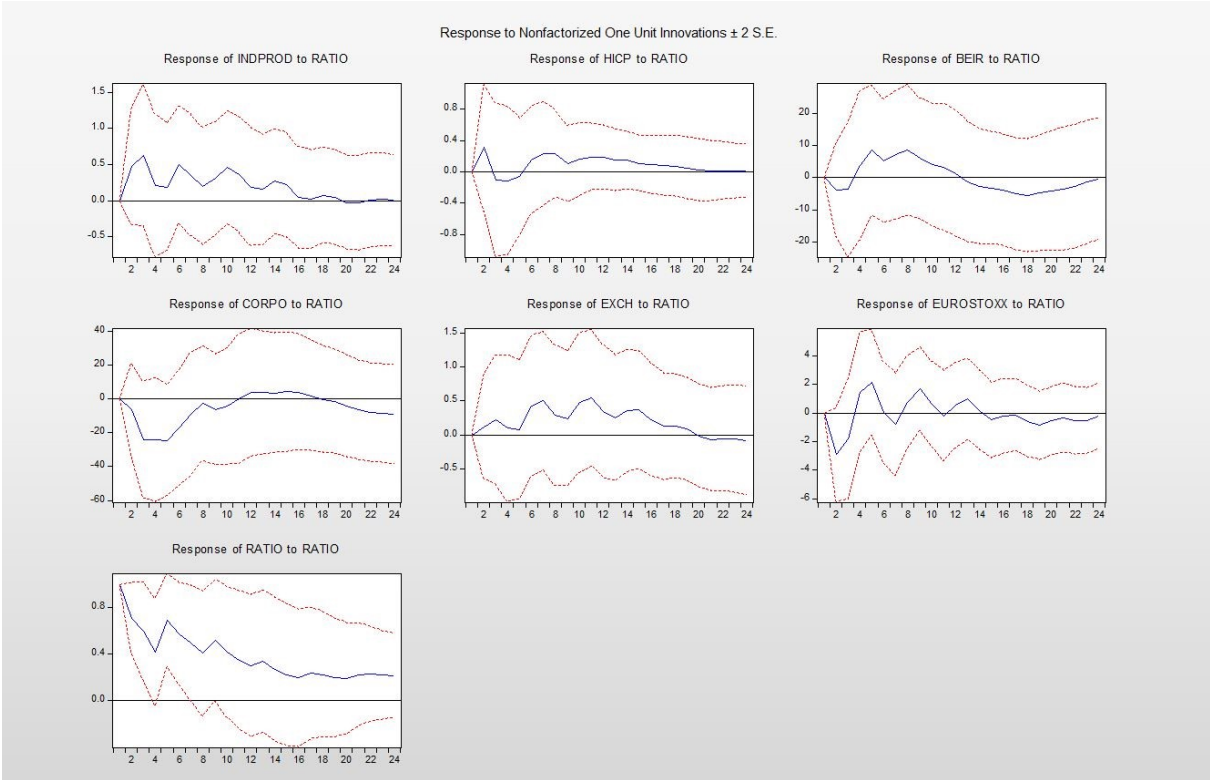 Response to Nonfactorized One Unit Innovations ± 2 S.E.
Response of INDPROD to RATIO
1.5
1.0
0.5
0.0
-0.5
2 4 6 8 10 12 14 16 18 20 22 24
Response of HICP to RATIO
0.8
0.4
0.0
-0.4
-0.8
2 4 6 8 10 12 14 16 18 20 22 24
Response of BEIR to RATIO
20
10
0
-10
-20
2 4 6 8 10 12 14 16 18 20 22 24
Response of CORPO to RATIO
40
20
0
-20
-40
-60
2 4 6 8 10 12 14 16 18 20 22 24
Response of EXCH to RATIO
1.5
1.0
0.5
0.0
-0.5
2 4 6 8 10 12 14 16 18 20 22 24
Response of EUROSTOXX to RATIO
4
2
0
-2
-4
-6
2 4 6 8 10 12 14 16 18 20 22 24
Response of RATIO to RATIO
0.8
0.4
0.0
2 4 6 8 10 12 14 16 18 20 22 24